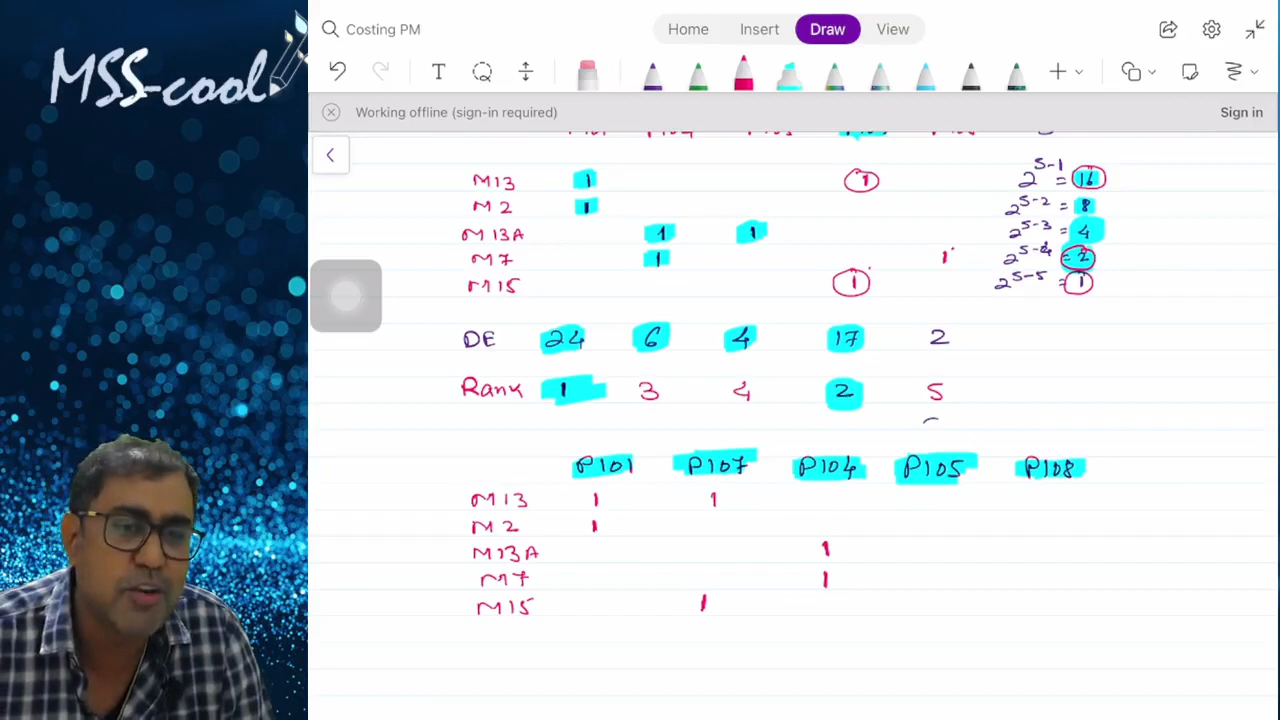 MSS-cool
Costing PM
Home Insert Draw View
Working offline (sign-in required) Sign in
M13 1 1 2^5-1 = 16
M2 1 2^5-2 = 8
M13A 1 1 2^5-3 = 4
M7 1 1 2^5-4 = 2
M15 1 2^5-5 = 1
DE 24 6 4 17 2
Rank 1 3 4 2 5
P101 P107 P104 P105 P108
M13 1 1
M2 1
M13A 1
M7 1
M15 1